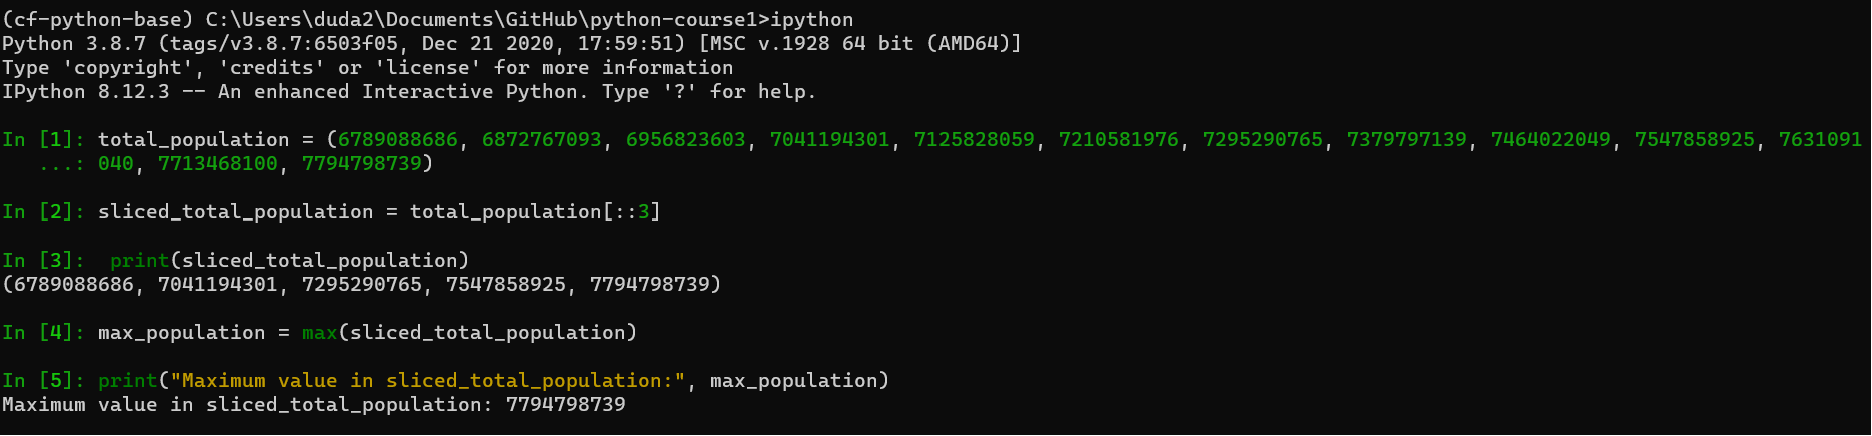 (cf-python-base) C:\Users\duda2\Documents\GitHub\python-course1>ipython
Python 3.8.7 (tags/v3.8.7:6503f05, Dec 21 2020, 17:59:51) [MSC v.1928 64 bit (AMD64)]
Type 'copyright', 'credits' or 'license' for more information
IPython 8.12.3 -- An enhanced Interactive Python. Type '?' for help.
In [1]: total_population = (6789088686, 6872767093, 6956823603, 7041194301, 7125828059, 7210581976, 7295290765, 7379797139, 7464022049, 7547858925, 7631091
   ...: 040, 7713468100, 7794798739)
In [2]: sliced_total_population = total_population[::3]
In [3]:  print(sliced_total_population)
(6789088686, 7041194301, 7295290765, 7547858925, 7794798739)
In [4]: max_population = max(sliced_total_population)
In [5]: print("Maximum value in sliced_total_population:", max_population)
Maximum value in sliced_total_population: 7794798739